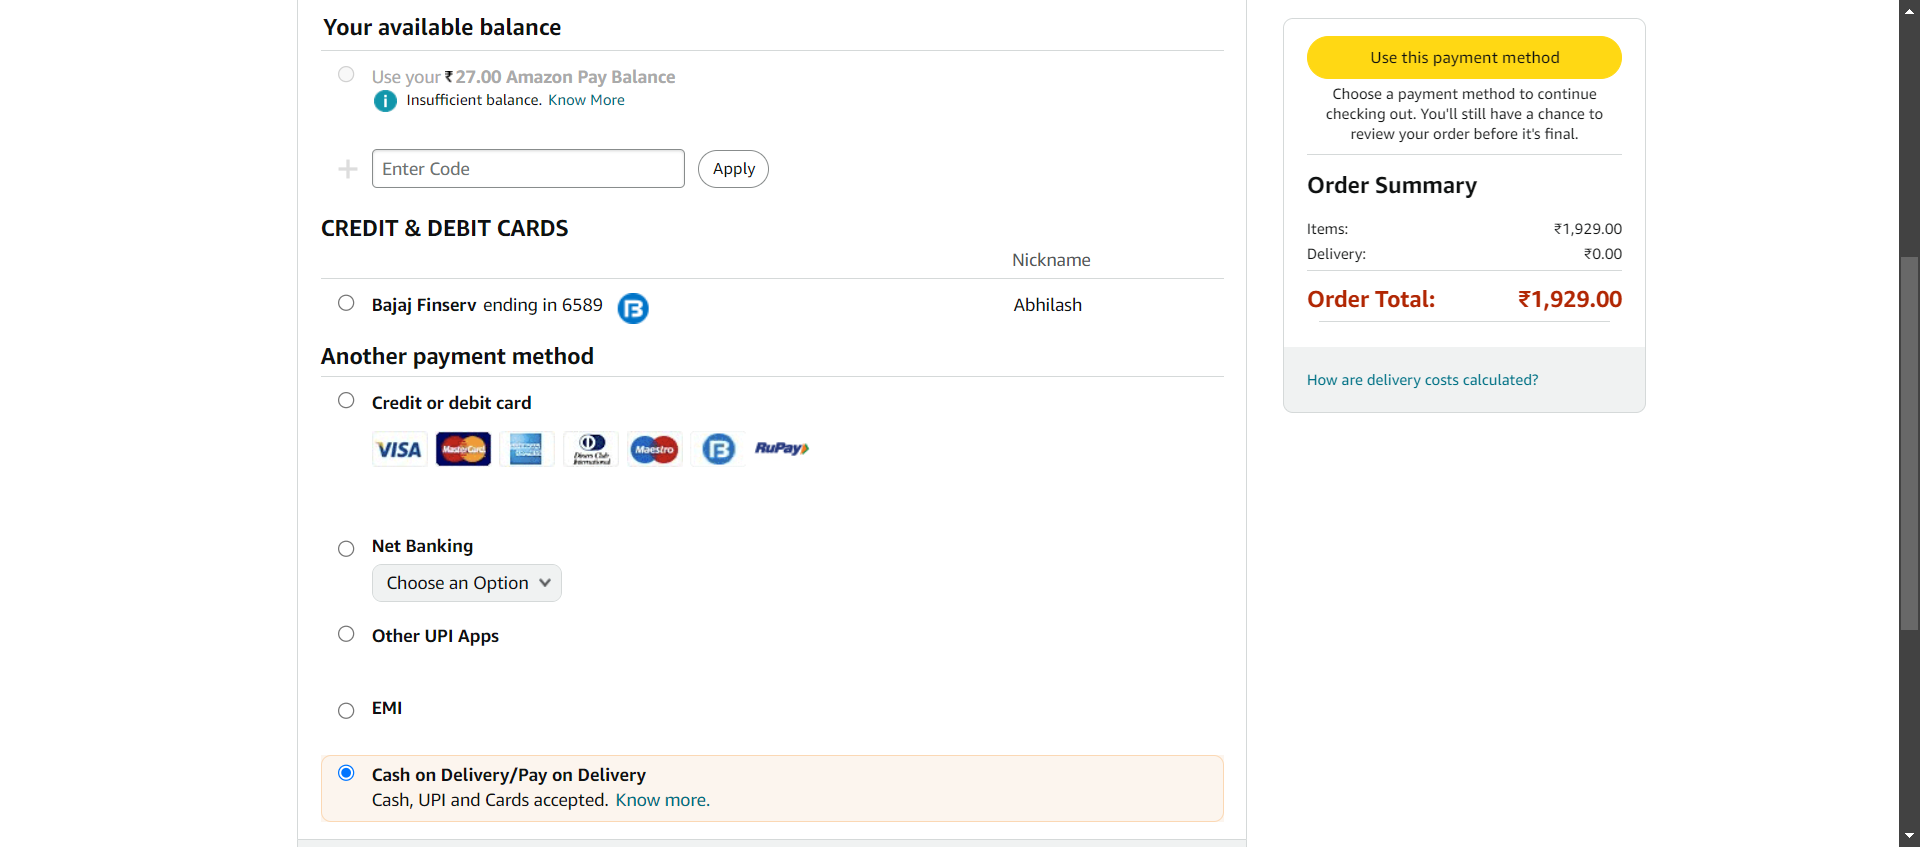 Your available balance
Use your ₹27.00 Amazon Pay Balance
i Insufficient balance. Know More
Enter Code
Apply
CREDIT & DEBIT CARDS
Nickname
Bajaj Finserv ending in 6589 B
Abhilash
Another payment method
Credit or debit card
VISA MasterCard AMERICAN EXPRESS Diners Club International Maestro B RuPay
Net Banking
Choose an Option
Other UPI Apps
EMI
Cash on Delivery/Pay on Delivery
Cash, UPI and Cards accepted. Know more.
Use this payment method
Choose a payment method to continue
checking out. You'll still have a chance to
review your order before it's final.
Order Summary
Items: ₹1,929.00
Delivery: ₹0.00
Order Total: ₹1,929.00
How are delivery costs calculated?